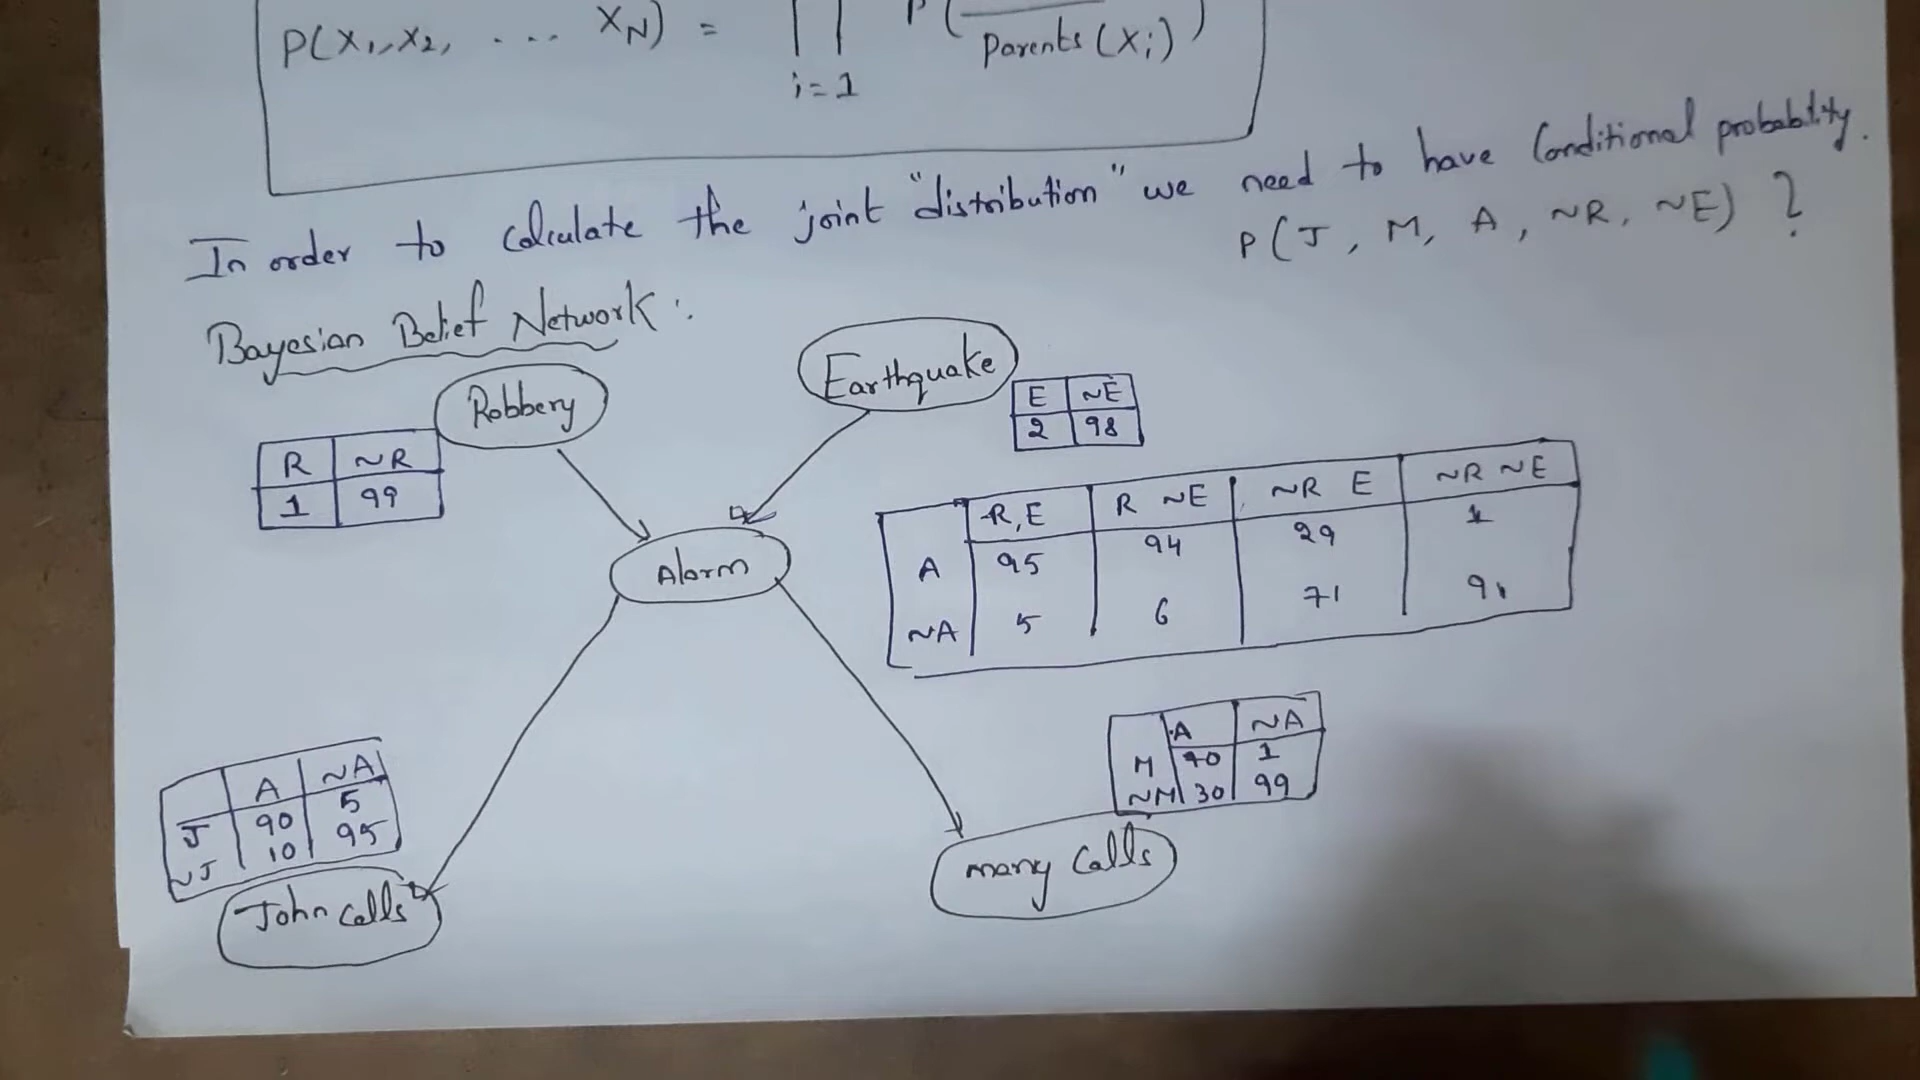 P(X1, X2, . ... XN) = ∏ P(
Parents (Xi) )
i = 1
In order to calculate the joint "distribution" we need to have Conditional probability.
P(J, M, A, ~R, ~E) ?
Bayesian Belief Network :
Robbery
Earthquake
E ~E
2 98
R ~R
1 99
R,E R ~E ~R E ~R ~E
A 95 94 29 1
~A 5 6 71
Alarm
A ~A
M 1
~M 30 99
A ~A
J 90 5
~J 10 95
many Calls
John calls